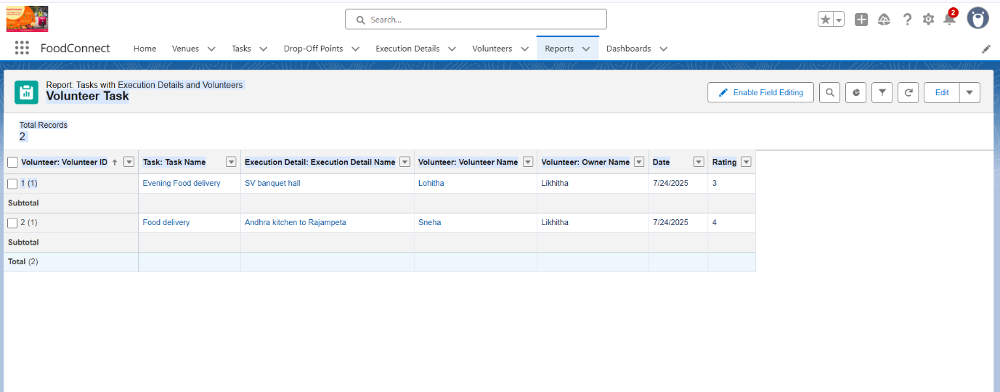 Search...
2
FoodConnect
Home
Venues
Tasks
Drop-Off Points
Execution Details
Volunteers
Reports
Dashboards
Report: Tasks with Execution Details and Volunteers
Volunteer Task
Enable Field Editing
Edit
Total Records
2
Volunteer: Volunteer ID ↑ Task: Task Name Execution Detail: Execution Detail Name Volunteer: Volunteer Name Volunteer: Owner Name Date Rating
1 (1) Evening Food delivery SV banquet hall Lohitha Likhitha 7/24/2025 3
Subtotal
2 (1) Food delivery Andhra kitchen to Rajampeta Sneha Likhitha 7/24/2025 4
Subtotal
Total (2)